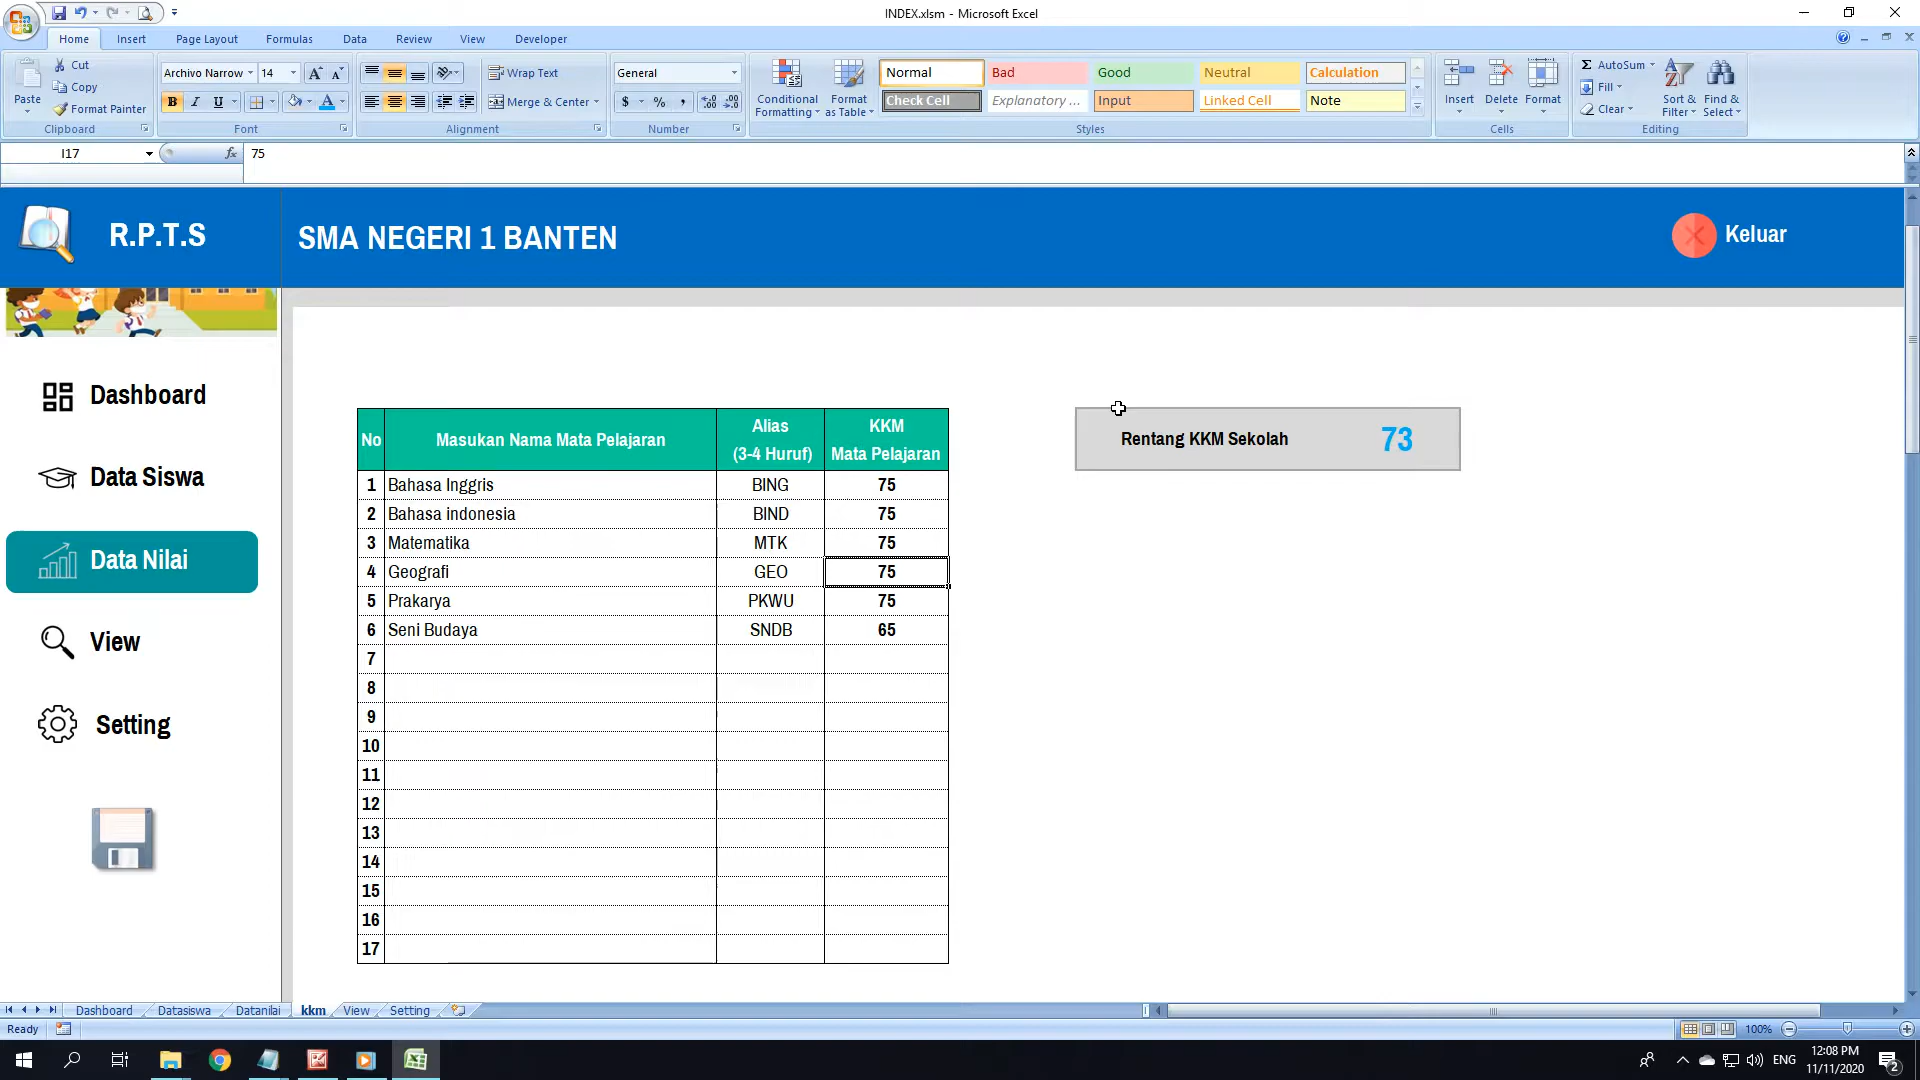 INDEX.xlsm - Microsoft Excel
Home Insert Page Layout Formulas Data Review View Developer
Paste
Cut
Copy
Format Painter
Clipboard
Archivo Narrow 14
B I U
Font
Wrap Text
Merge & Center
Alignment
General
$ % ,
Number
Conditional
Formatting
Format
as Table
Normal Bad Good Neutral Calculation
Check Cell Explanatory ... Input Linked Cell Note
Styles
Insert Delete Format
Cells
Σ AutoSum
Fill
Clear
Sort &
Filter
Find &
Select
Editing
I17 fx 75
R.P.T.S SMA NEGERI 1 BANTEN Keluar
Dashboard
Data Siswa
Data Nilai
View
Setting
No Masukan Nama Mata Pelajaran Alias
(3-4 Huruf) KKM
Mata Pelajaran
1 Bahasa Inggris BING 75
2 Bahasa indonesia BIND 75
3 Matematika MTK 75
4 Geografi GEO 75
5 Prakarya PKWU 75
6 Seni Budaya SNDB 65
7
8
9
10
11
12
13
14
15
16
17
Rentang KKM Sekolah 73
Dashboard Datasiswa Datanilai kkm View Setting
Ready 100%
ENG
12:08 PM
11/11/2020
2